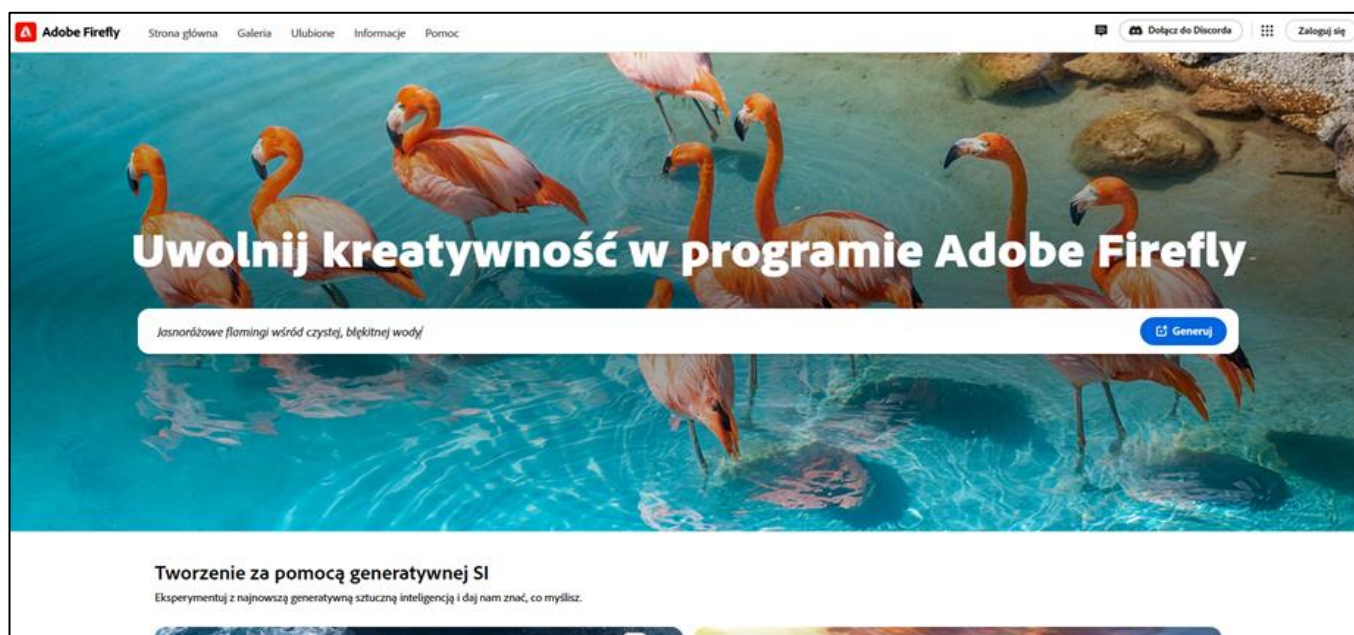 Adobe Firefly Strona główna Galeria Ulubione Informacje Pomoc Dołącz do Discorda Zaloguj się
Uwolnij kreatywność w programie Adobe Firefly
Jasnoróżowe flamingi wśród czystej, błękitnej wody Generuj
Tworzenie za pomocą generatywnej SI
Eksperymentuj z najnowszą generatywną sztuczną inteligencją i daj nam znać, co myślisz.